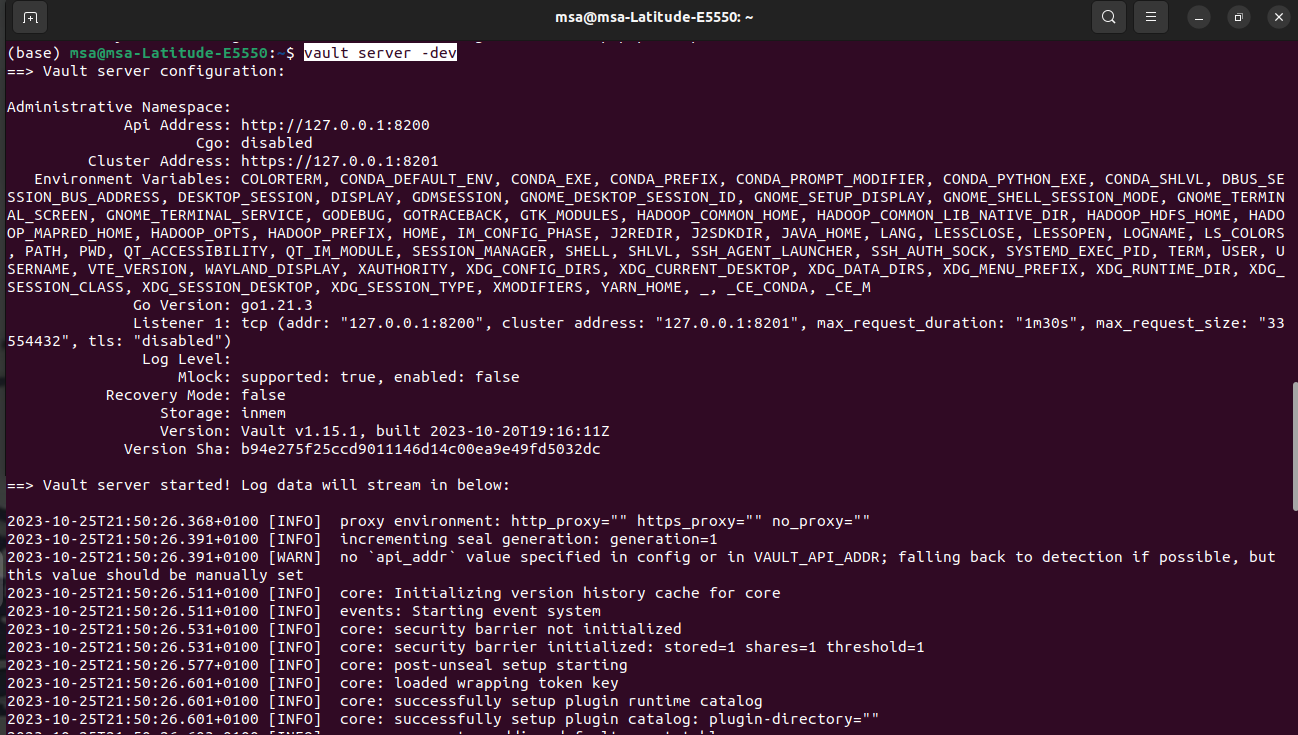 msa@msa-Latitude-E5550: ~
(base) msa@msa-Latitude-E5550:~$ vault server -dev
==> Vault server configuration:
Administrative Namespace:
Api Address: http://127.0.0.1:8200
Cgo: disabled
Cluster Address: https://127.0.0.1:8201
Environment Variables: COLORTERM, CONDA_DEFAULT_ENV, CONDA_EXE, CONDA_PREFIX, CONDA_PROMPT_MODIFIER, CONDA_PYTHON_EXE, CONDA_SHLVL, DBUS_SE
SSION_BUS_ADDRESS, DESKTOP_SESSION, DISPLAY, GDMSESSION, GNOME_DESKTOP_SESSION_ID, GNOME_SETUP_DISPLAY, GNOME_SHELL_SESSION_MODE, GNOME_TERMIN
AL_SCREEN, GNOME_TERMINAL_SERVICE, GODEBUG, GOTRACEBACK, GTK_MODULES, HADOOP_COMMON_HOME, HADOOP_COMMON_LIB_NATIVE_DIR, HADOOP_HDFS_HOME, HADO
OP_MAPRED_HOME, HADOOP_OPTS, HADOOP_PREFIX, HOME, IM_CONFIG_PHASE, J2REDIR, J2SDKDIR, JAVA_HOME, LANG, LESSCLOSE, LESSOPEN, LOGNAME, LS_COLORS
, PATH, PWD, QT_ACCESSIBILITY, QT_IM_MODULE, SESSION_MANAGER, SHELL, SHLVL, SSH_AGENT_LAUNCHER, SSH_AUTH_SOCK, SYSTEMD_EXEC_PID, TERM, USER, U
SERNAME, VTE_VERSION, WAYLAND_DISPLAY, XAUTHORITY, XDG_CONFIG_DIRS, XDG_CURRENT_DESKTOP, XDG_DATA_DIRS, XDG_MENU_PREFIX, XDG_RUNTIME_DIR, XDG_
SESSION_CLASS, XDG_SESSION_DESKTOP, XDG_SESSION_TYPE, XMODIFIERS, YARN_HOME, _, _CE_CONDA, _CE_M
Go Version: go1.21.3
Listener 1: tcp (addr: "127.0.0.1:8200", cluster address: "127.0.0.1:8201", max_request_duration: "1m30s", max_request_size: "33
554432", tls: "disabled")
Log Level:
Mlock: supported: true, enabled: false
Recovery Mode: false
Storage: inmem
Version: Vault v1.15.1, built 2023-10-20T19:16:11Z
Version Sha: b94e275f25ccd9011146d14c00ea9e49fd5032dc
==> Vault server started! Log data will stream in below:
2023-10-25T21:50:26.368+0100 [INFO]  proxy environment: http_proxy="" https_proxy="" no_proxy=""
2023-10-25T21:50:26.391+0100 [INFO]  incrementing seal generation: generation=1
2023-10-25T21:50:26.391+0100 [WARN]  no `api_addr` value specified in config or in VAULT_API_ADDR; falling back to detection if possible, but
this value should be manually set
2023-10-25T21:50:26.511+0100 [INFO]  core: Initializing version history cache for core
2023-10-25T21:50:26.511+0100 [INFO]  events: Starting event system
2023-10-25T21:50:26.531+0100 [INFO]  core: security barrier not initialized
2023-10-25T21:50:26.531+0100 [INFO]  core: security barrier initialized: stored=1 shares=1 threshold=1
2023-10-25T21:50:26.577+0100 [INFO]  core: post-unseal setup starting
2023-10-25T21:50:26.601+0100 [INFO]  core: loaded wrapping token key
2023-10-25T21:50:26.601+0100 [INFO]  core: successfully setup plugin runtime catalog
2023-10-25T21:50:26.601+0100 [INFO]  core: successfully setup plugin catalog: plugin-directory=""